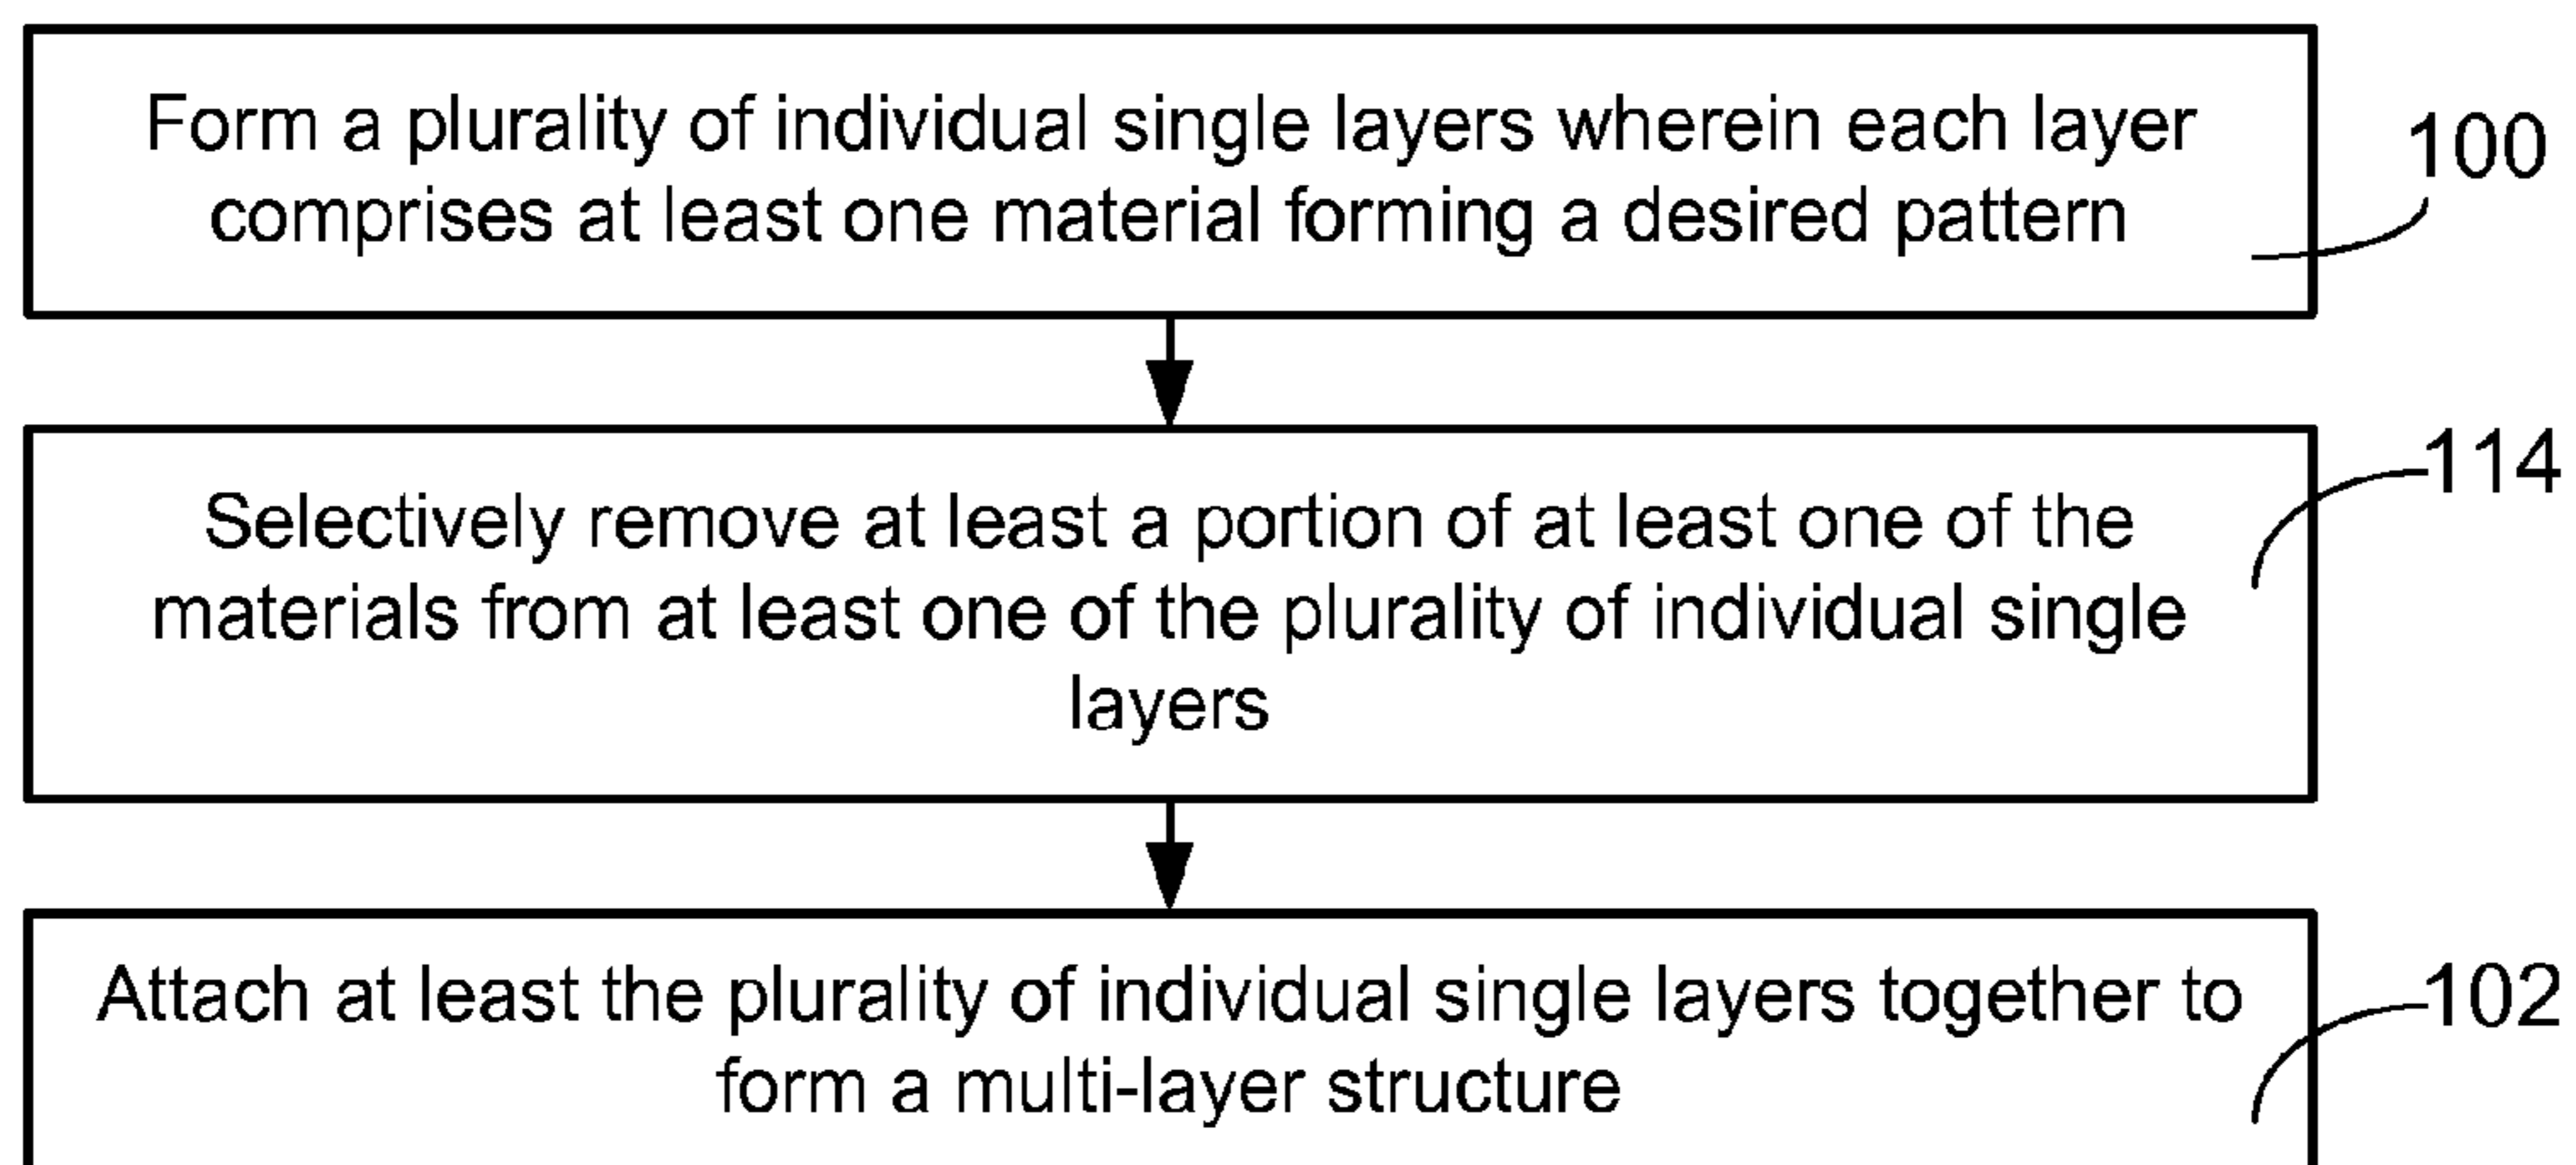 Form a plurality of individual single layers wherein each layer
comprises at least one material forming a desired pattern
100
Selectively remove at least a portion of at least one of the
materials from at least one of the plurality of individual single
layers
114
Attach at least the plurality of individual single layers together to
form a multi-layer structure
102